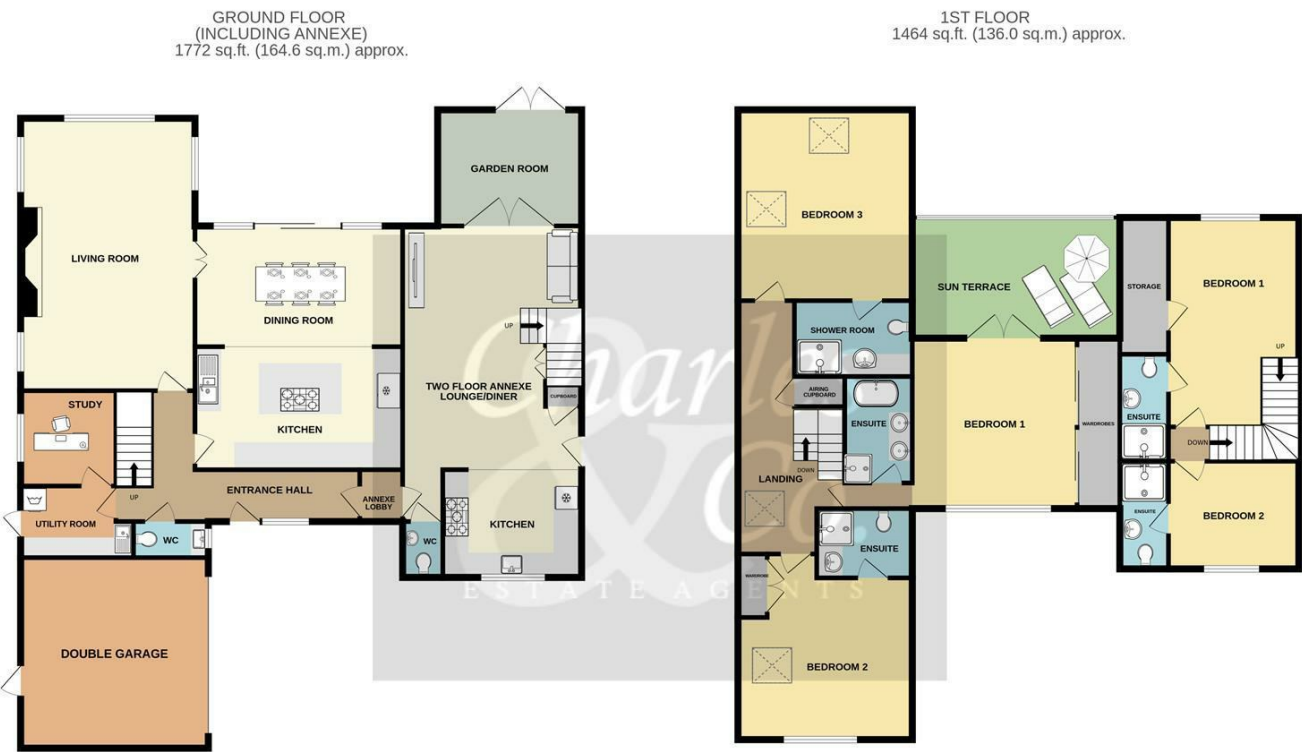 GROUND FLOOR
(INCLUDING ANNEXE)
1772 sq.ft. (164.6 sq.m.) approx.
1ST FLOOR
1464 sq.ft. (136.0 sq.m.) approx.
LIVING ROOM
GARDEN ROOM
DINING ROOM
UP
TWO FLOOR ANNEXE
LOUNGE/DINER
CUPBOARD
STUDY
KITCHEN
ENTRANCE HALL
ANNEXE
LOBBY
UP
UTILITY ROOM
WC
WC
KITCHEN
DOUBLE GARAGE
BEDROOM 3
SUN TERRACE
STORAGE
BEDROOM 1
SHOWER ROOM
UP
AIRING
CUPBOARD
ENSUITE
BEDROOM 1
WARDROBES
ENSUITE
DOWN
LANDING
DOWN
ENSUITE
BEDROOM 2
ENSUITE
WARDROBE
BEDROOM 2
Charles
& Co.
ESTATE AGENTS